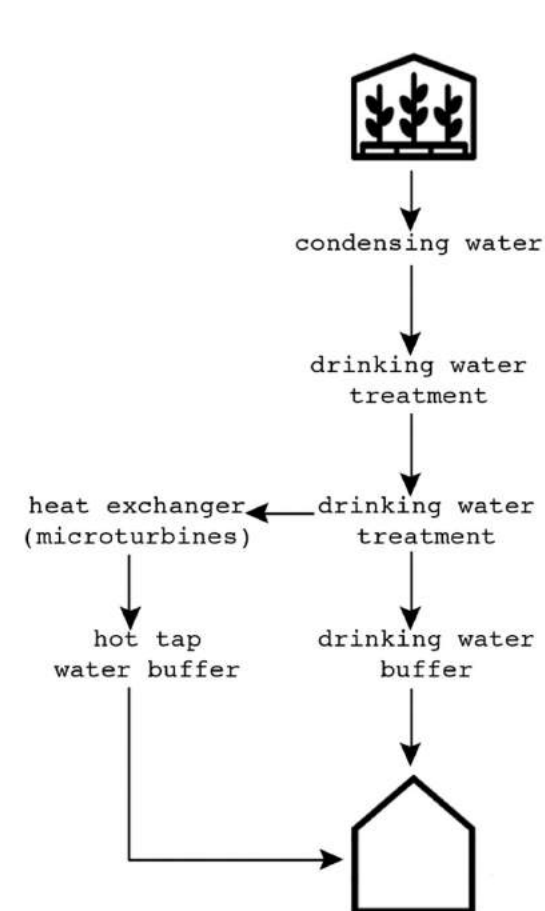 condensing water
drinking water
treatment
heat exchanger
(microturbines)
drinking water
treatment
hot tap
water buffer
drinking water
buffer